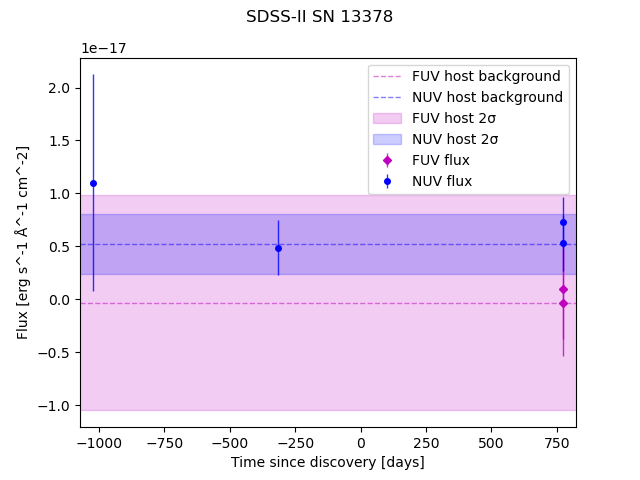 SDSS-II SN 13378
1e−17
2.0
1.5
1.0
0.5
0.0
−0.5
−1.0
Flux [erg s^-1 Å^-1 cm^-2]
FUV host background
NUV host background
FUV host 2σ
NUV host 2σ
FUV flux
NUV flux
−1000 −750 −500 −250 0 250 500 750
Time since discovery [days]